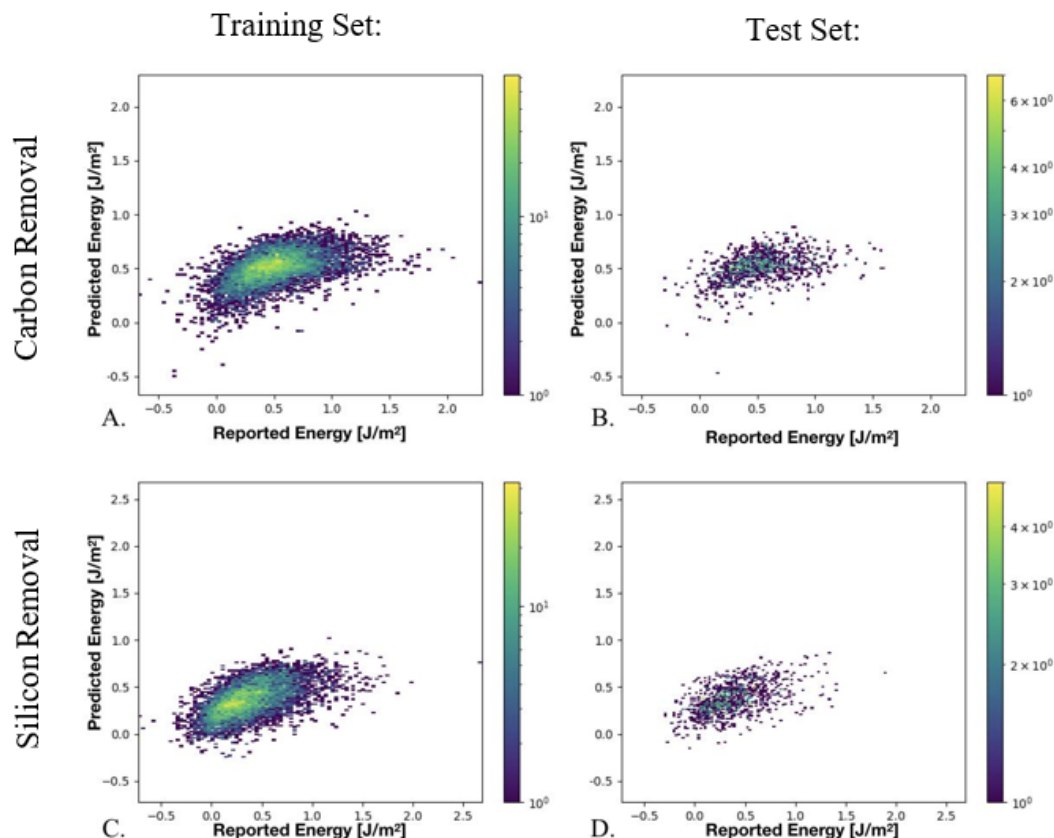 Training Set:
Test Set:
Carbon Removal
Predicted Energy [J/m²]
2.0
1.5
1.0
0.5
0.0
-0.5
−0.5 0.0 0.5 1.0 1.5 2.0
10¹
10⁰
A.
Reported Energy [J/m²]
Predicted Energy [J/m²]
2.0
1.5
1.0
0.5
0.0
-0.5
−0.5 0.0 0.5 1.0 1.5 2.0
6 × 10⁰
4 × 10⁰
3 × 10⁰
2 × 10⁰
10⁰
B.
Reported Energy [J/m²]
Silicon Removal
Predicted Energy [J/m²]
2.5
2.0
1.5
1.0
0.5
0.0
−0.5
−0.5 0.0 0.5 1.0 1.5 2.0 2.5
10¹
10⁰
C.
Reported Energy [J/m²]
Predicted Energy [J/m²]
2.5
2.0
1.5
1.0
0.5
0.0
−0.5
−0.5 0.0 0.5 1.0 1.5 2.0 2.5
4 × 10⁰
3 × 10⁰
2 × 10⁰
10⁰
D.
Reported Energy [J/m²]